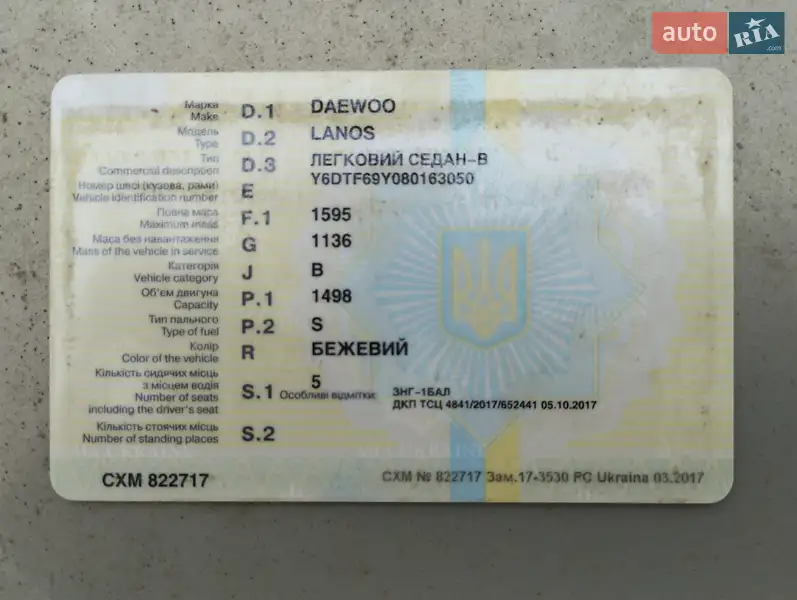 auto RIA .com
Марка D.1 DAEWOO
Make
Модель D.2 LANOS
Type
Тип D.3 ЛЕГКОВИЙ СЕДАН-B
Commercial description
Номер шасі (кузова, рами) E Y6DTF69Y080163050
Vehicle identification number
Повна маса F.1 1595
Maximum mass
Маса без навантаження G 1136
Mass of the vehicle in service
Категорія J B
Vehicle category
Об'єм двигуна P.1 1498
Capacity
Тип пального P.2 S
Type of fuel
Колір R БЕЖЕВИЙ
Color of the vehicle
Кількість сидячих місць
з місцем водія S.1 5
Number of seats Особливі відмітки: ЗНГ-1БАЛ
including the driver's seat ДКП ТСЦ 4841/2017/652441 05.10.2017
Кількість стоячих місць S.2
Number of standing places
СХМ 822717 СХМ № 822717 Зам.17-3530 PC Ukraina 03.2017